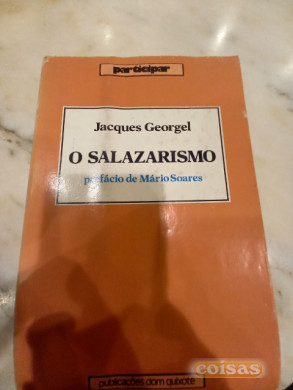 participar
Jacques Georgel
O SALAZARISMO
prefácio de Mário Soares
publicações dom quixote
coisas